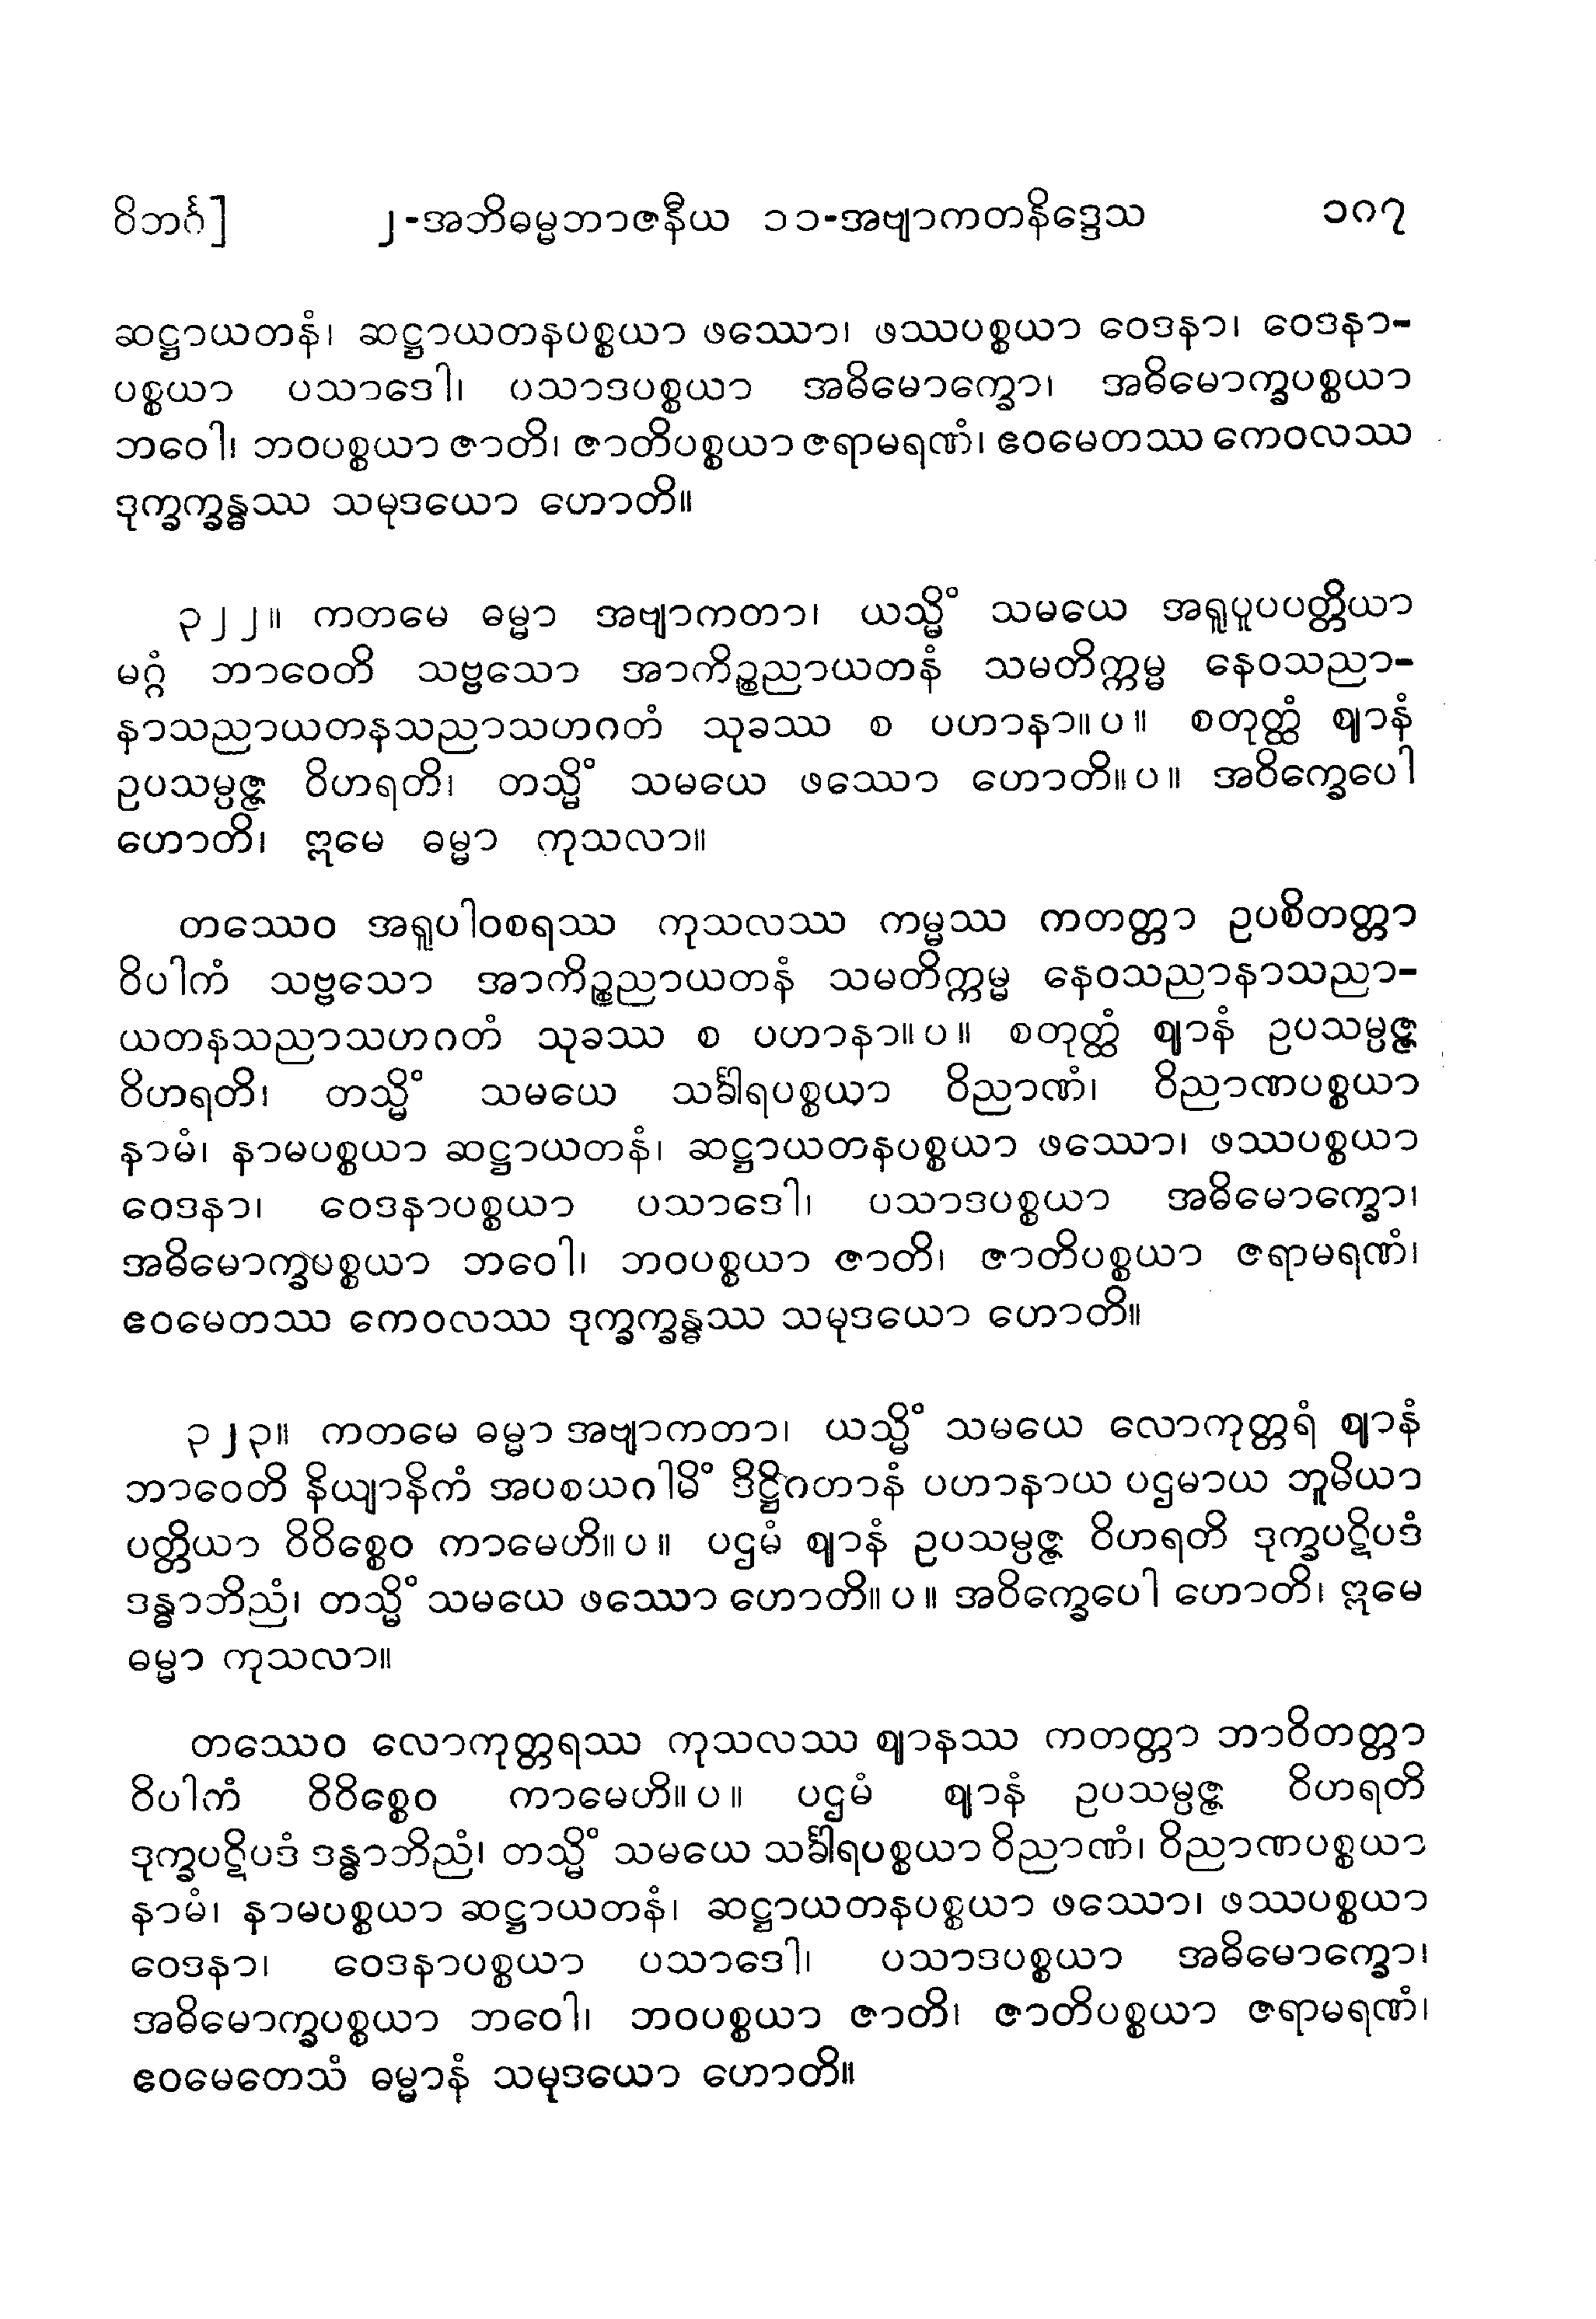 ဝိဘင်္ဂ] ၂-အဘိဓမ္မဘာဇနီယ ၁၁-အဗျာကတနိဒ္ဒေသ ၁၈၇
ဆဋ္ဌာယတနံ၊ ဆဋ္ဌာယတနပစ္စယာ ဖဿော၊ ဖဿပစ္စယာ ဝေဒနာ၊ ဝေဒနာ-
ပစ္စယာ ပသာဒေါ၊ ပသာဒပစ္စယာ အဓိမောက္ခော၊ အဓိမောက္ခပစ္စယာ
ဘဝေါ၊ ဘဝပစ္စယာ ဇာတိ၊ ဇာတိပစ္စယာ ဇရာမရဏံ၊ ဧဝမေတဿ ကေဝလဿ
ဒုက္ခက္ခန္ဓဿ သမုဒယော ဟောတိ။
၃၂၂။ ကတမေ ဓမ္မာ အဗျာကတာ၊ ယသ္မိံ သမယေ အရူပူပပတ္တိယာ
မဂ္ဂံ ဘာဝေတိ သဗ္ဗသော အာကိဉ္စညာယတနံ သမတိက္ကမ္မ နေဝသညာ-
နာသညာယတနသညာသဟဂတံ သုခဿ စ ပဟာနာ။ပ။ စတုတ္ထံ ဈာနံ
ဥပသမ္ပဇ္ဇ ဝိဟရတိ၊ တသ္မိံ သမယေ ဖဿော ဟောတိ။ပ။ အဝိက္ခေပေါ
ဟောတိ၊ ဣမေ ဓမ္မာ ကုသလာ။
တဿေဝ အရူပါဝစရဿ ကုသလဿ ကမ္မဿ ကတတ္တာ ဥပစိတတ္တာ
ဝိပါကံ သဗ္ဗသော အာကိဉ္စညာယတနံ သမတိက္ကမ္မ နေဝသညာနာသညာ-
ယတနသညာသဟဂတံ သုခဿ စ ပဟာနာ။ပ။ စတုတ္ထံ ဈာနံ ဥပသမ္ပဇ္ဇ
ဝိဟရတိ၊ တသ္မိံ သမယေ သင်္ခါရပစ္စယာ ဝိညာဏံ၊ ဝိညာဏပစ္စယာ
နာမံ၊ နာမပစ္စယာ ဆဋ္ဌာယတနံ၊ ဆဋ္ဌာယတနပစ္စယာ ဖဿော၊ ဖဿပစ္စယာ
ဝေဒနာ၊ ဝေဒနာပစ္စယာ ပသာဒေါ၊ ပသာဒပစ္စယာ အဓိမောက္ခော၊
အဓိမောက္ခပစ္စယာ ဘဝေါ၊ ဘဝပစ္စယာ ဇာတိ၊ ဇာတိပစ္စယာ ဇရာမရဏံ၊
ဧဝမေတဿ ကေဝလဿ ဒုက္ခက္ခန္ဓဿ သမုဒယော ဟောတိ။
၃၂၃။ ကတမေ ဓမ္မာ အဗျာကတာ၊ ယသ္မိံ သမယေ လောကုတ္တရံ ဈာနံ
ဘာဝေတိ နိယျာနိကံ အပစယဂါမိံ ဒိဋ္ဌိဂတာနံ ပဟာနာယ ပဌမာယ ဘူမိယာ
ပတ္တိယာ ဝိဝိစ္စေဝ ကာမေဟိ။ပ။ ပဌမံ ဈာနံ ဥပသမ္ပဇ္ဇ ဝိဟရတိ ဒုက္ခပဋိပဒံ
ဒန္ဓာဘိညံ၊ တသ္မိံ သမယေ ဖဿော ဟောတိ။ပ။ အဝိက္ခေပေါ ဟောတိ၊ ဣမေ
ဓမ္မာ ကုသလာ။
တဿေဝ လောကုတ္တရဿ ကုသလဿ ဈာနဿ ကတတ္တာ ဘာဝိတတ္တာ
ဝိပါကံ ဝိဝိစ္စေဝ ကာမေဟိ။ပ။ ပဌမံ ဈာနံ ဥပသမ္ပဇ္ဇ ဝိဟရတိ
ဒုက္ခပဋိပဒံ ဒန္ဓာဘိညံ၊ တသ္မိံ သမယေ သင်္ခါရပစ္စယာ ဝိညာဏံ၊ ဝိညာဏပစ္စယာ
နာမံ၊ နာမပစ္စယာ ဆဋ္ဌာယတနံ၊ ဆဋ္ဌာယတနပစ္စယာ ဖဿော၊ ဖဿပစ္စယာ
ဝေဒနာ၊ ဝေဒနာပစ္စယာ ပသာဒေါ၊ ပသာဒပစ္စယာ အဓိမောက္ခော၊
အဓိမောက္ခပစ္စယာ ဘဝေါ၊ ဘဝပစ္စယာ ဇာတိ၊ ဇာတိပစ္စယာ ဇရာမရဏံ၊
ဧဝမေတေသံ ဓမ္မာနံ သမုဒယော ဟောတိ။